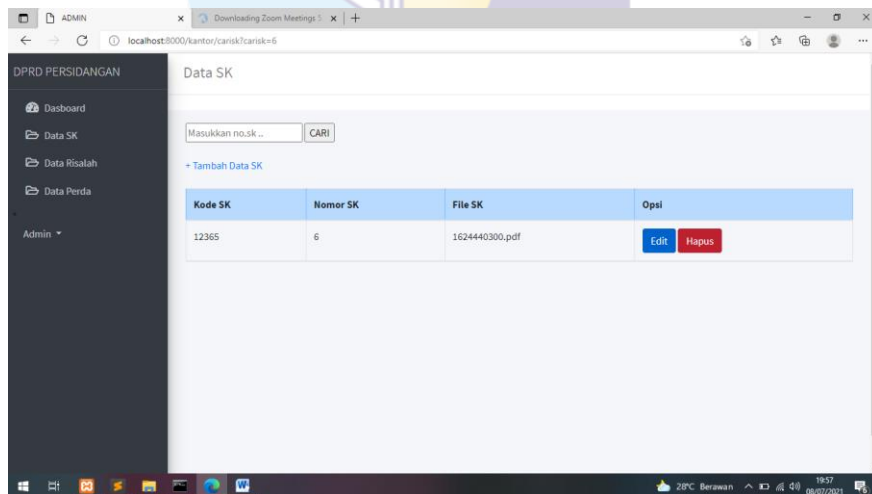 ADMIN
Downloading Zoom Meetings S
localhost:8000/kantor/carisk?carisk=6
DPRD PERSIDANGAN
Data SK
Dasboard
Data SK
Data Risalah
Data Perda
Admin
Masukkan no.sk ..
CARI
+ Tambah Data SK
Kode SK Nomor SK File SK Opsi
12365 6 1624440300.pdf Edit Hapus
28°C Berawan
19:57
08/07/2021